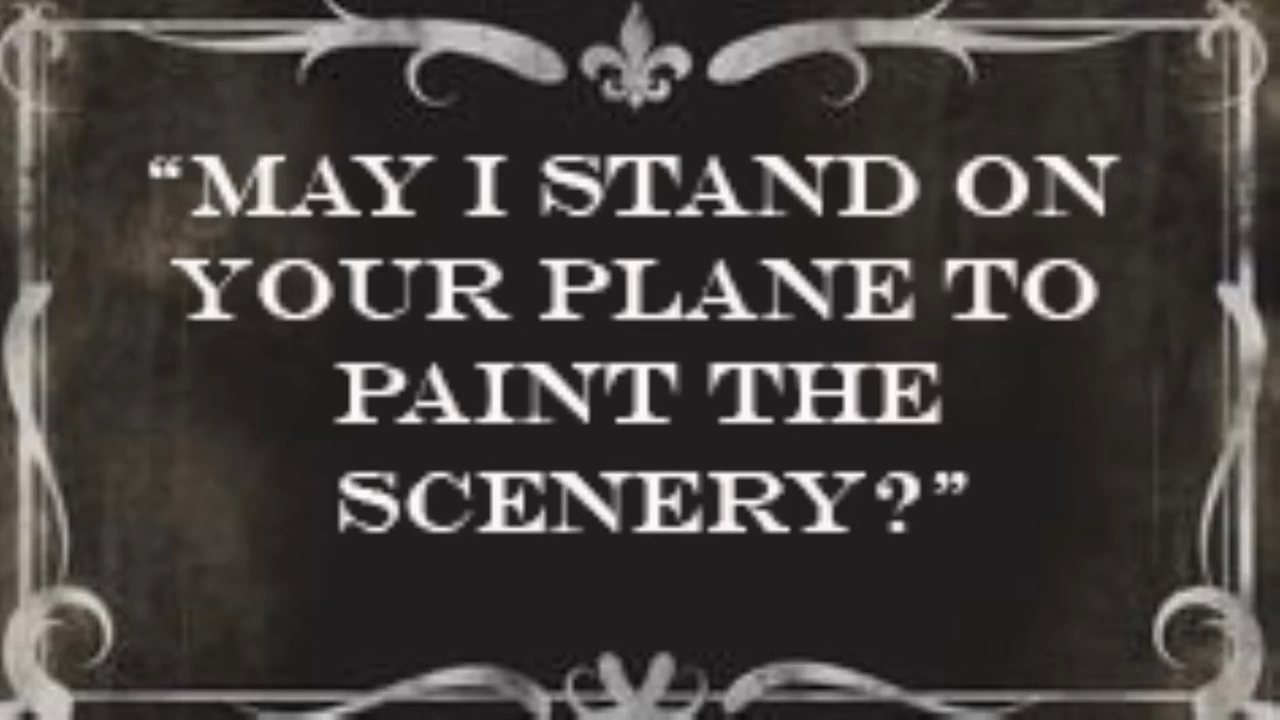 “MAY I STAND ON
YOUR PLANE TO
PAINT THE
SCENERY?”